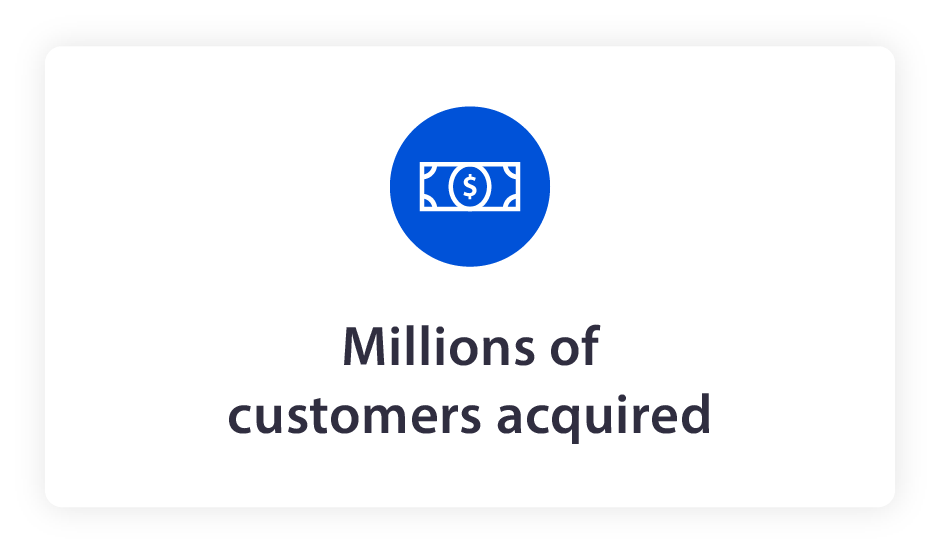 $
Millions of
customers acquired